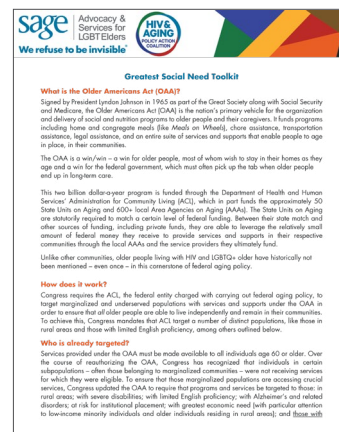 sage
Advocacy &
Services for
LGBT Elders
We refuse to be invisible®
HIV&
AGING
POLICY ACTION
COALITION
Greatest Social Need Toolkit
What is the Older Americans Act (OAA)?
Signed by President Lyndon Johnson in 1965 as part of the Great Society along with Social Security
and Medicare, the Older Americans Act (OAA) is the nation's primary vehicle for the organization
and delivery of social and nutrition programs to older people and their caregivers. It funds programs
including home and congregate meals (like Meals on Wheels), chore assistance, transportation
assistance, legal assistance, and an entire suite of services and supports that enable people to age
in place, in their communities.
The OAA is a win/win – a win for older people, most of whom wish to stay in their homes as they
age and a win for the federal government, which must often pick up the tab when older people
end up in long-term care.
This two billion dollar-a-year program is funded through the Department of Health and Human
Services' Administration for Community Living (ACL), which in part funds the approximately 50
State Units on Aging and 600+ local Area Agencies on Aging (AAAs). The State Units on Aging
are statutorily required to match a certain level of federal funding. Between their state match and
other sources of funding, including private funds, they are able to leverage the relatively small
amount of federal money they receive to provide services and supports in their respective
communities through the local AAAs and the service providers they ultimately fund.
Unlike other communities, older people living with HIV and LGBTQ+ older have historically not
been mentioned – even once – in this cornerstone of federal aging policy.
How does it work?
Congress requires the ACL, the federal entity charged with carrying out federal aging policy, to
target marginalized and underserved populations with services and supports under the OAA in
order to ensure that all older people are able to live independently and remain in their communities.
To achieve this, Congress mandates that ACL target a number of distinct populations, like those in
rural areas and those with limited English proficiency, among others outlined below.
Who is already targeted?
Services provided under the OAA must be made available to all individuals age 60 or older. Over
the course of reauthorizing the OAA, Congress has recognized that individuals in certain
subpopulations – often those belonging to marginalized communities – were not receiving services
for which they were eligible. To ensure that those marginalized populations are accessing crucial
services, Congress updated the OAA to require that programs and services be targeted to those: in
rural areas; with severe disabilities; with limited English proficiency; with Alzheimer's and related
disorders; at risk for institutional placement; with greatest economic need (with particular attention
to low-income minority individuals and older individuals residing in rural areas); and those with